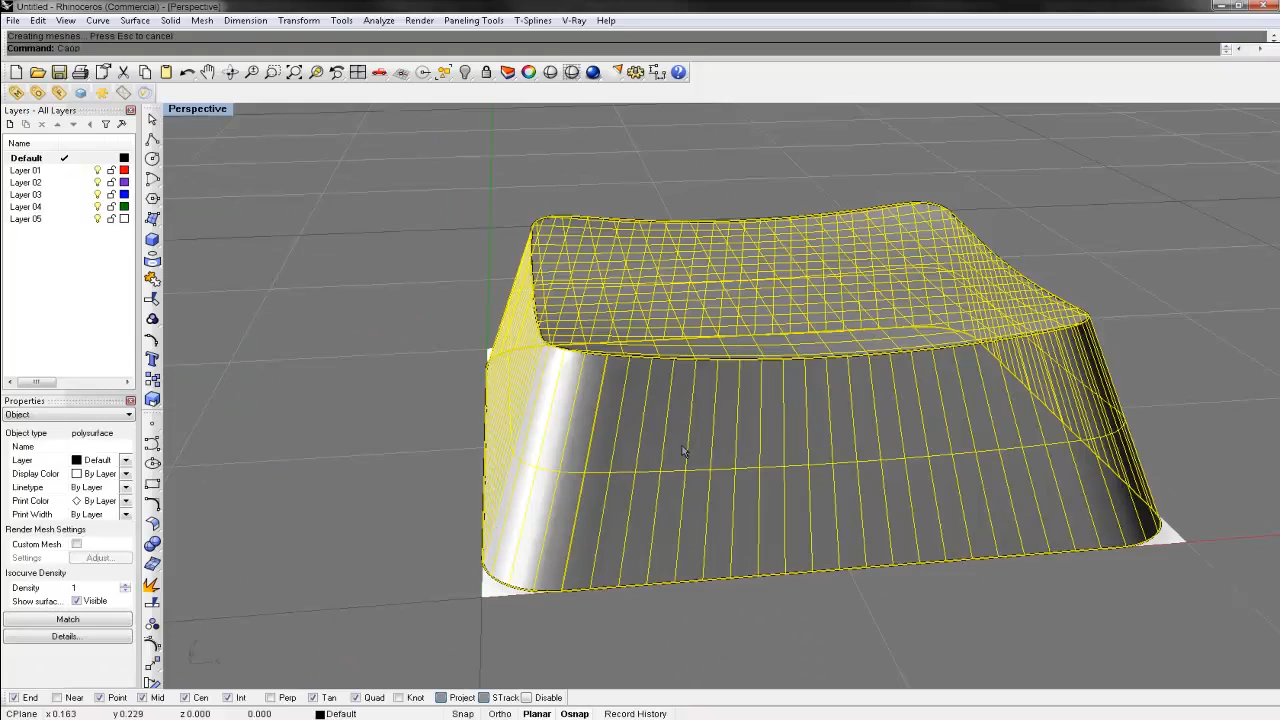 Untitled - Rhinoceros (Commercial) - [Perspective]
File Edit View Curve Surface Solid Mesh Dimension Transform Tools Analyze Render Paneling Tools T-Splines V-Ray Help
Creating meshes... Press Esc to cancel
Command: Caop
Perspective
Layers - All Layers
Name
Default
Layer 01
Layer 02
Layer 03
Layer 04
Layer 05
Properties
Object
Object type polysurface
Name
Layer Default
Display Color By Layer
Linetype By Layer
Print Color By Layer
Print Width By Layer
Render Mesh Settings
Custom Mesh
Settings Adjust...
Isocurve Density
Density 1
Show surfac... Visible
Match
Details...
End Near Point Mid Cen Int Perp Tan Quad Knot Project STrack Disable
CPlane x 0.163 y 0.229 z 0.000 0.000 Default Snap Ortho Planar Osnap Record History